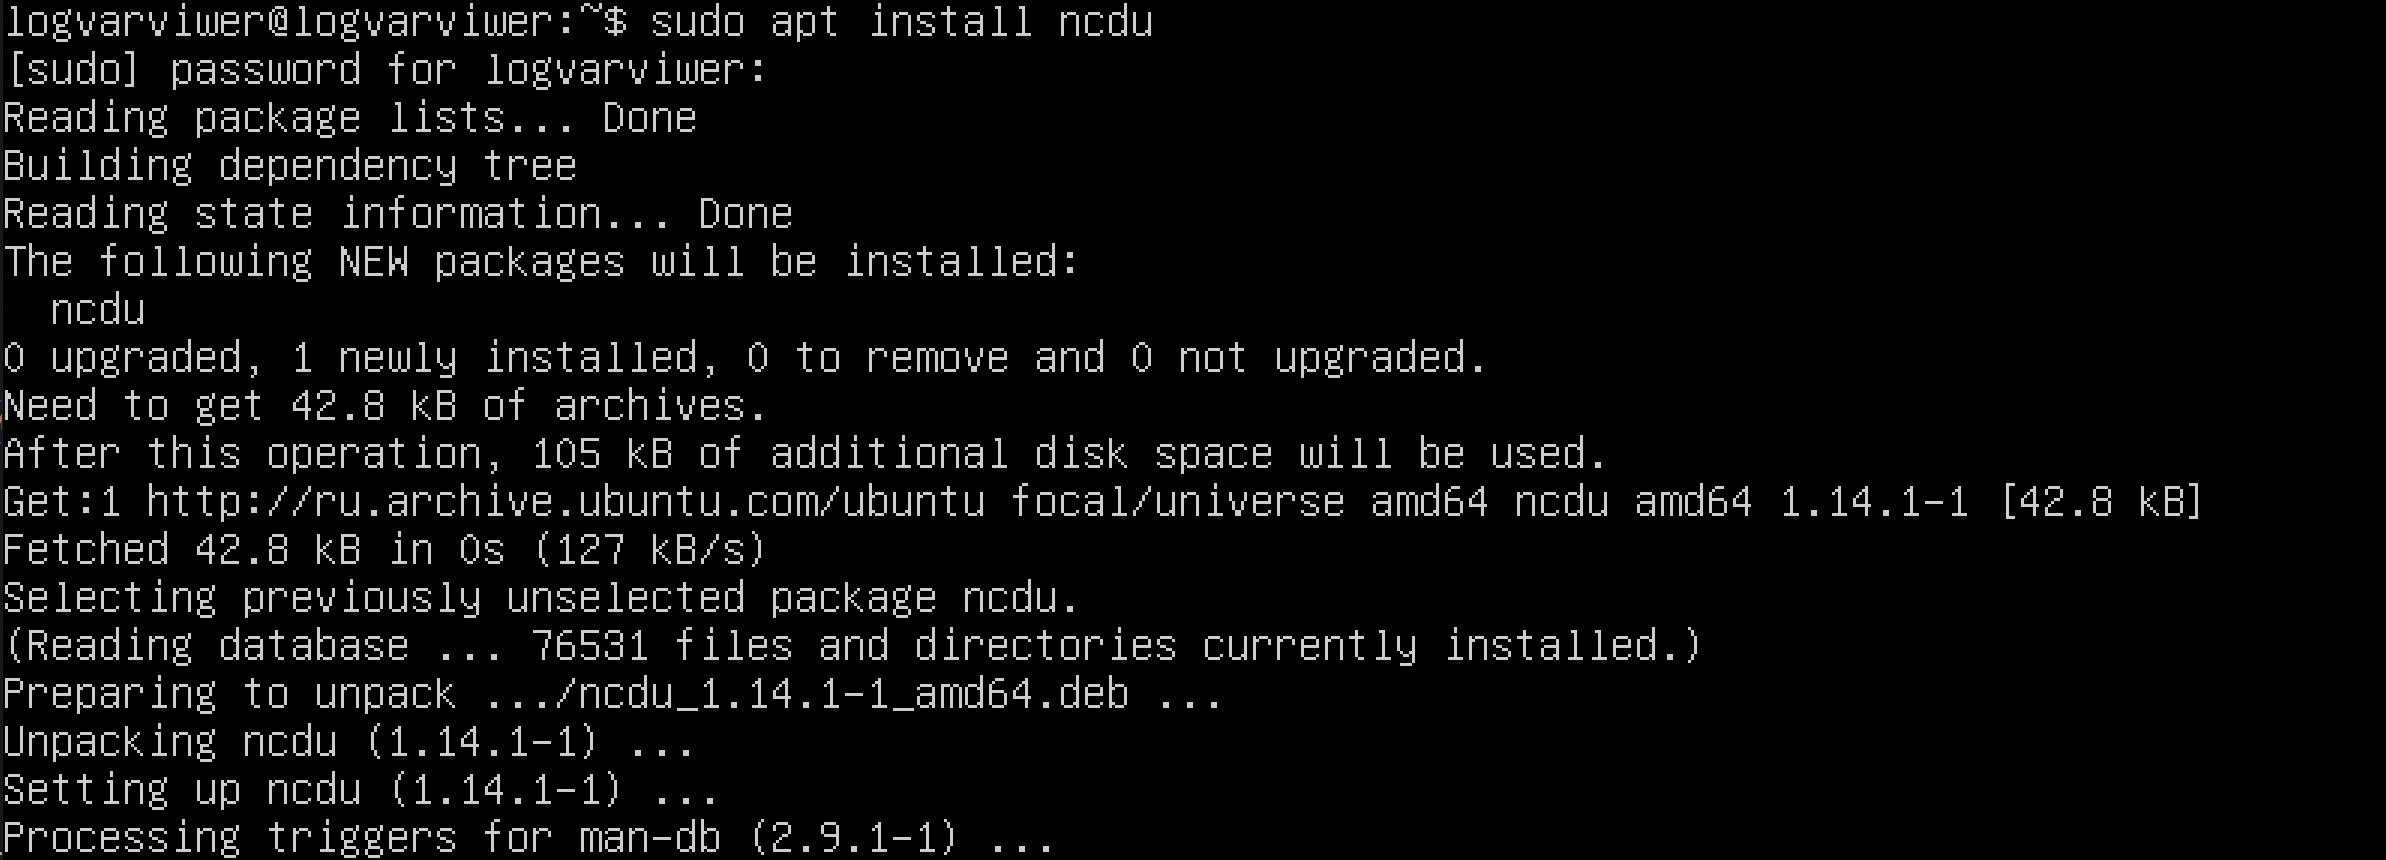 logvarviwer@logvarviwer:~$ sudo apt install ncdu
[sudo] password for logvarviwer:
Reading package lists... Done
Building dependency tree
Reading state information... Done
The following NEW packages will be installed:
  ncdu
0 upgraded, 1 newly installed, 0 to remove and 0 not upgraded.
Need to get 42.8 kB of archives.
After this operation, 105 kB of additional disk space will be used.
Get:1 http://ru.archive.ubuntu.com/ubuntu focal/universe amd64 ncdu amd64 1.14.1-1 [42.8 kB]
Fetched 42.8 kB in 0s (127 kB/s)
Selecting previously unselected package ncdu.
(Reading database ... 76531 files and directories currently installed.)
Preparing to unpack .../ncdu_1.14.1-1_amd64.deb ...
Unpacking ncdu (1.14.1-1) ...
Setting up ncdu (1.14.1-1) ...
Processing triggers for man-db (2.9.1-1) ...